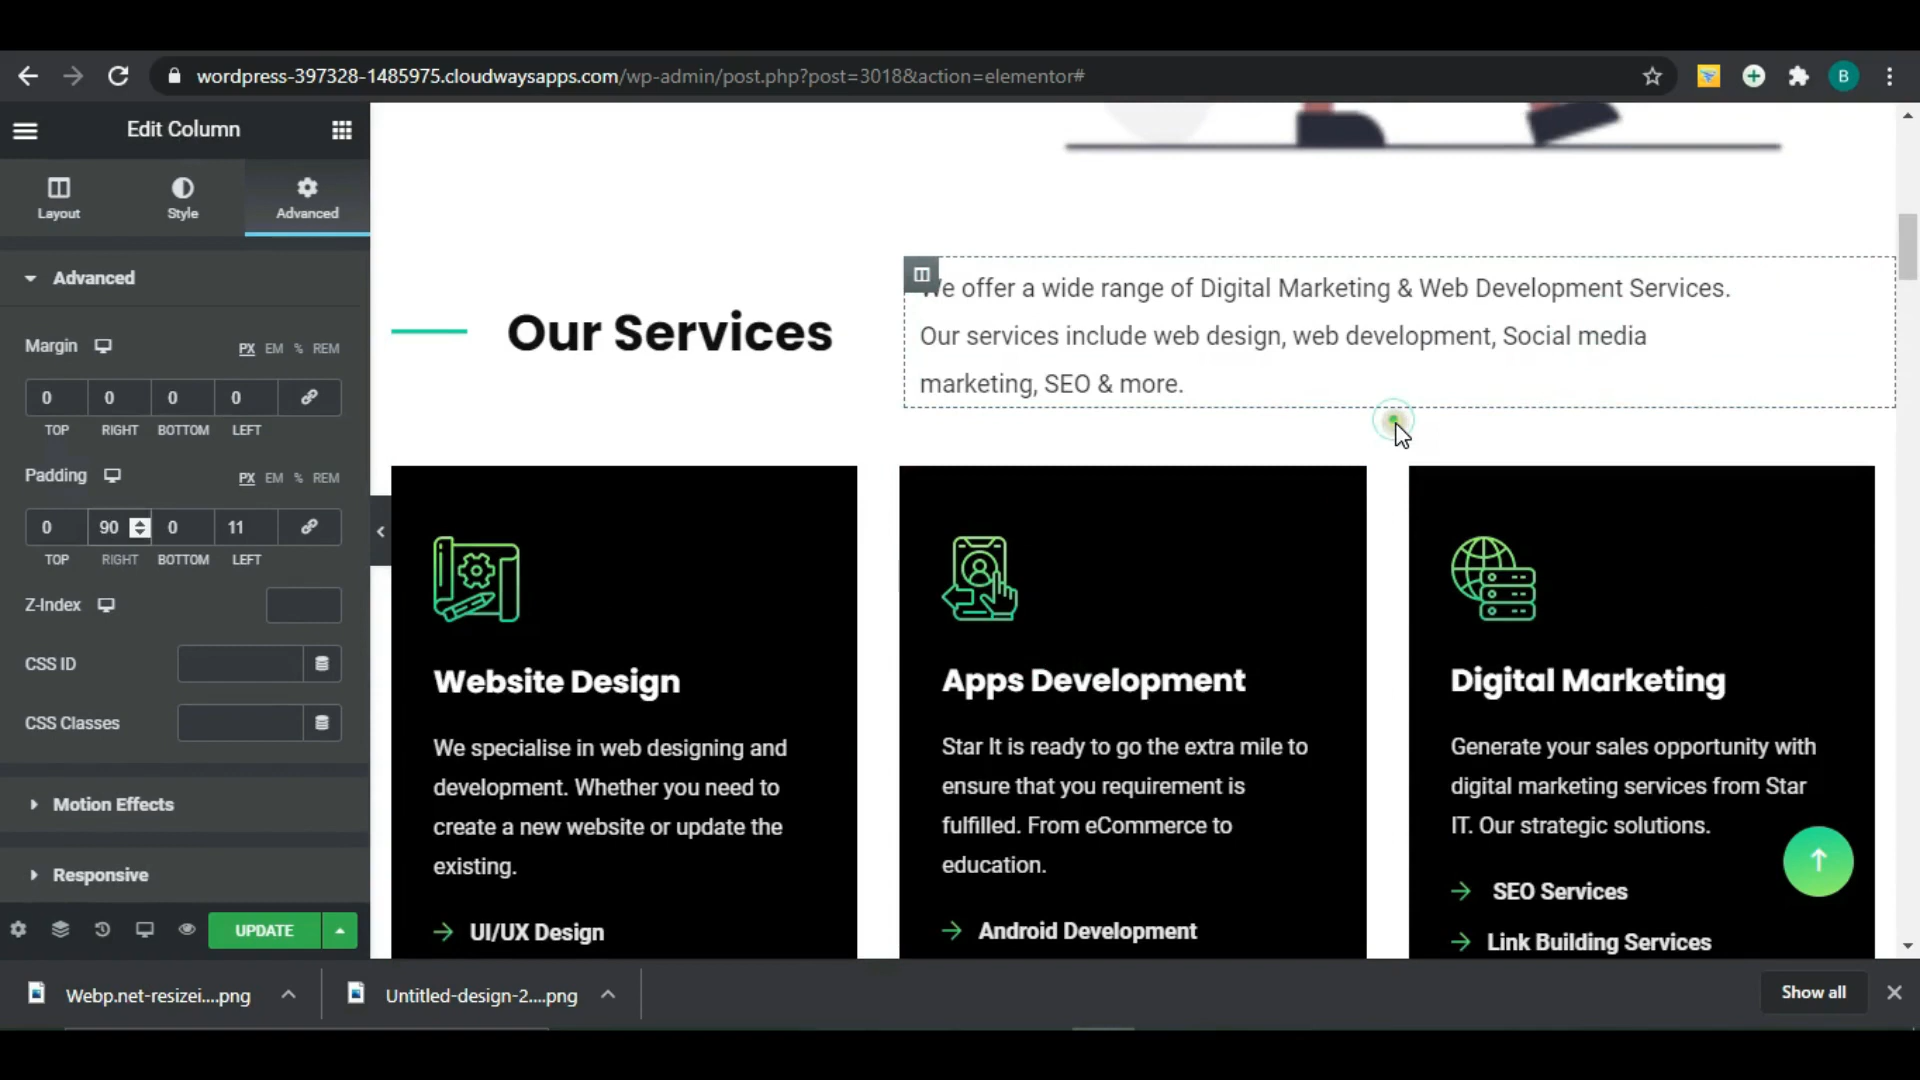 wordpress-397328-1485975.cloudwaysapps.com/wp-admin/post.php?post=3018&action=elementor#
B
Edit Column
Layout Style Advanced
Advanced
Margin PX EM % REM
0 0 0 0
TOP RIGHT BOTTOM LEFT
Padding PX EM % REM
0 90 0 11
TOP RIGHT BOTTOM LEFT
Z-Index
CSS ID
CSS Classes
Motion Effects
Responsive
UPDATE
Our Services
We offer a wide range of Digital Marketing & Web Development Services.
Our services include web design, web development, Social media
marketing, SEO & more.
Website Design
We specialise in web designing and
development. Whether you need to
create a new website or update the
existing.
UI/UX Design
Apps Development
Star It is ready to go the extra mile to
ensure that you requirement is
fulfilled. From eCommerce to
education.
Android Development
Digital Marketing
Generate your sales opportunity with
digital marketing services from Star
IT. Our strategic solutions.
SEO Services
Link Building Services
Webp.net-resizei....png
Untitled-design-2....png
Show all